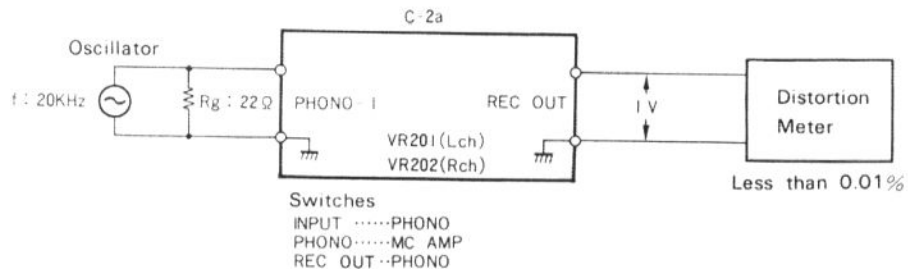 C-2a
Oscillator
f : 20KHz
Rg : 22Ω
PHONO-1
REC OUT
1 V
Distortion
Meter
VR201(Lch)
VR202(Rch)
Less than 0.01%
Switches
INPUT ······PHONO
PHONO······MC AMP
REC OUT··PHONO